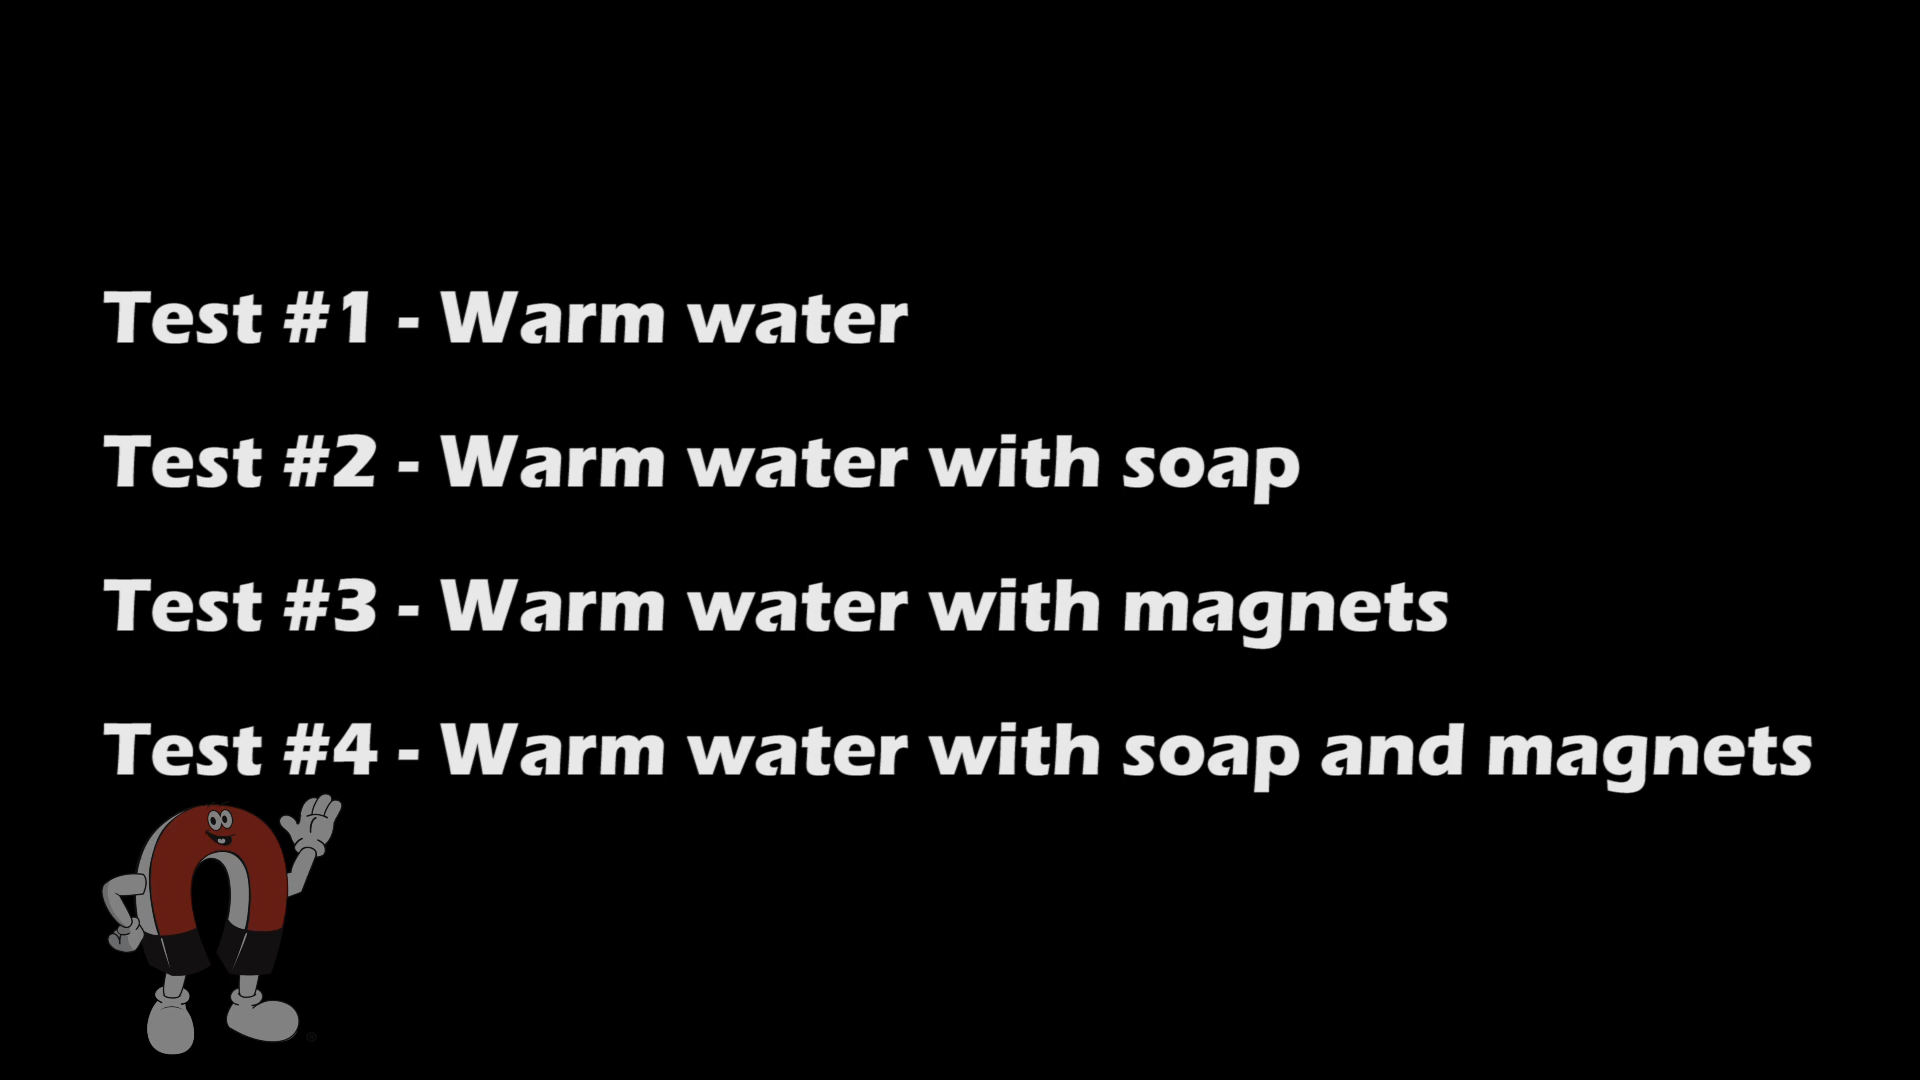 Test #1 - Warm water
Test #2 - Warm water with soap
Test #3 - Warm water with magnets
Test #4 - Warm water with soap and magnets